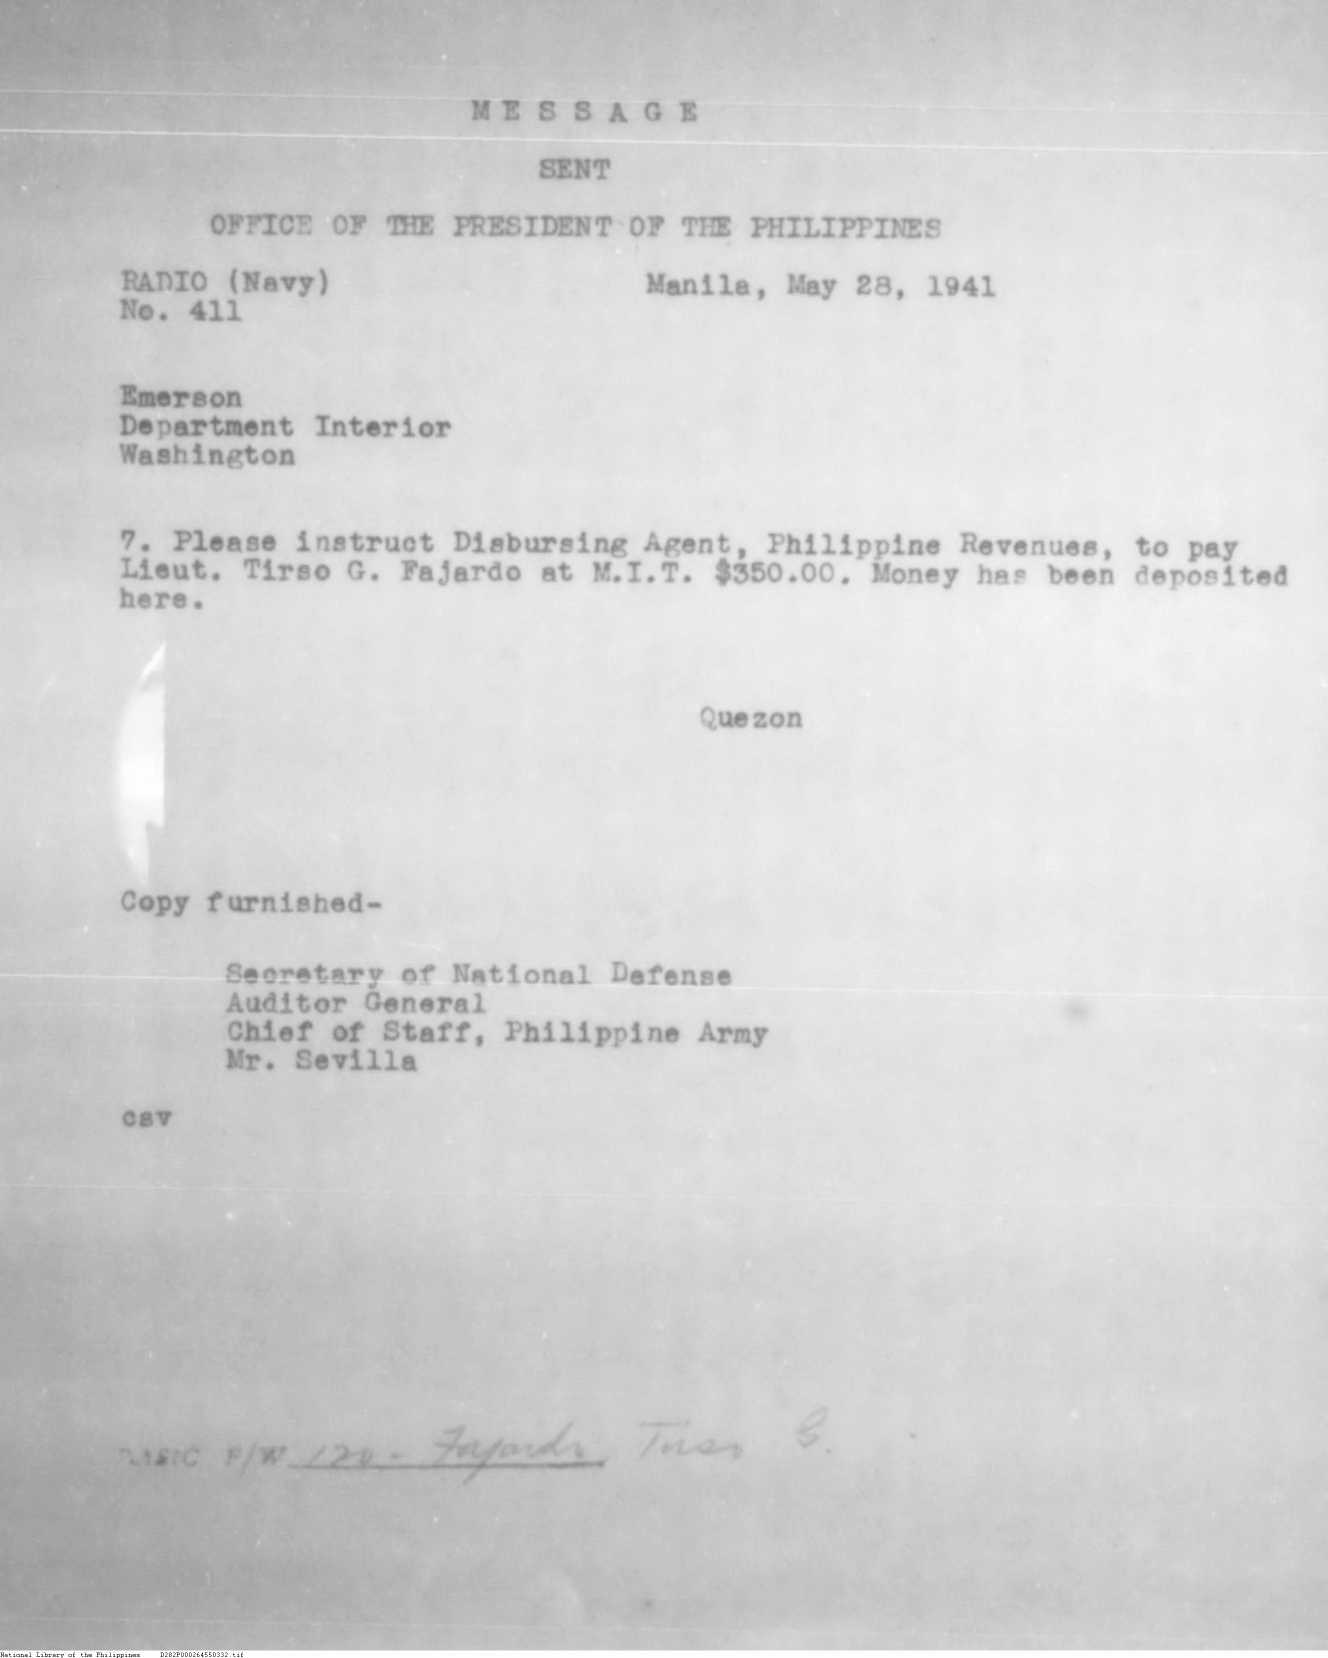 M E S S A G E
SENT
OFFICE OF THE PRESIDENT OF THE PHILIPPINES
RADIO (Navy) Manila, May 28, 1941
No. 411
Emerson
Department Interior
Washington
7. Please instruct Disbursing Agent, Philippine Revenues, to pay
Lieut. Tirso G. Fajardo at M.I.T. $350.00. Money has been deposited
here.
Quezon
Copy furnished-
Secretary of National Defense
Auditor General
Chief of Staff, Philippine Army
Mr. Sevilla
csv
BASIC P/W 120 - Fajardo, Tirso G.
National Library of the Philippines D282P000264550332.tif